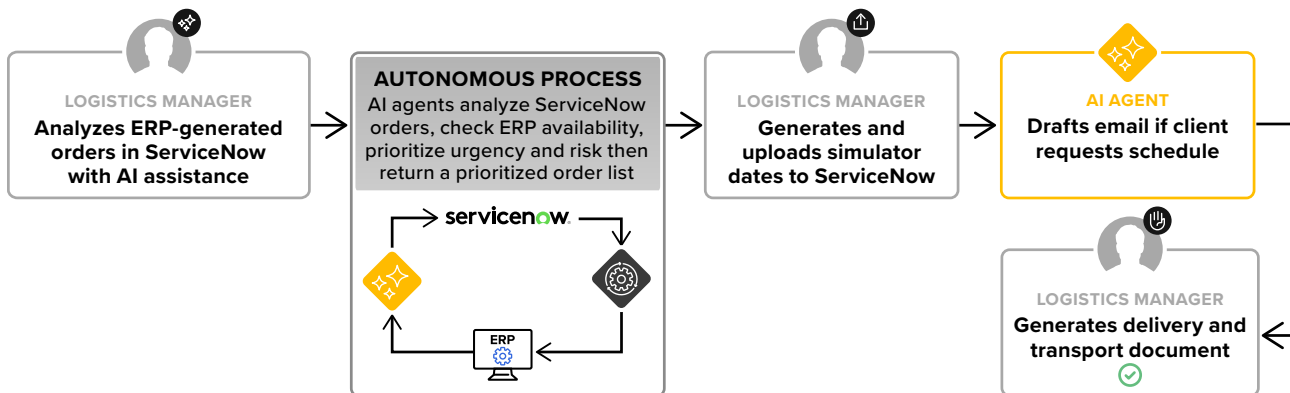 LOGISTICS MANAGER
Analyzes ERP-generated
orders in ServiceNow
with AI assistance
AUTONOMOUS PROCESS
AI agents analyze ServiceNow
orders, check ERP availability,
prioritize urgency and risk then
return a prioritized order list
servicenow.
ERP
LOGISTICS MANAGER
Generates and
uploads simulator
dates to ServiceNow
AI AGENT
Drafts email if client
requests schedule
LOGISTICS MANAGER
Generates delivery and
transport document